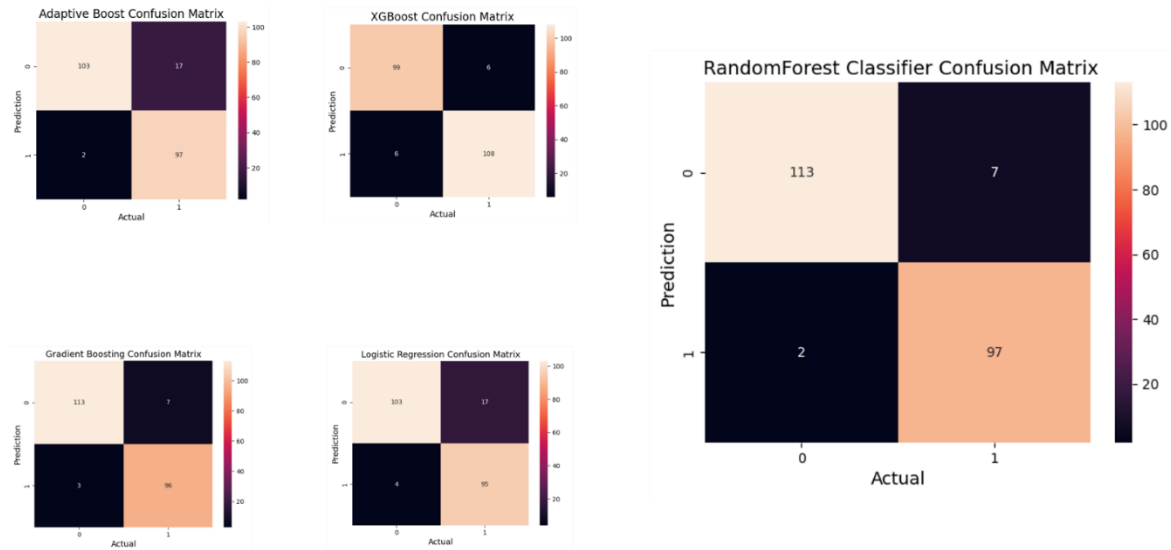 Adaptive Boost Confusion Matrix
0 103 17 100
80
Prediction
60
40
1 2 97
20
0 1
Actual
XGBoost Confusion Matrix
0 99 6 100
80
Prediction
60
40
1 6 108
20
0 1
Actual
RandomForest Classifier Confusion Matrix
100
0 113 7
80
Prediction
60
40
1 2 97
20
0 1
Actual
Gradient Boosting Confusion Matrix
100
0 113 7
80
Prediction
60
40
1 3 96
20
0 1
Actual
Logistic Regression Confusion Matrix
100
0 103 17
80
Prediction
60
40
1 4 95
20
0 1
Actual